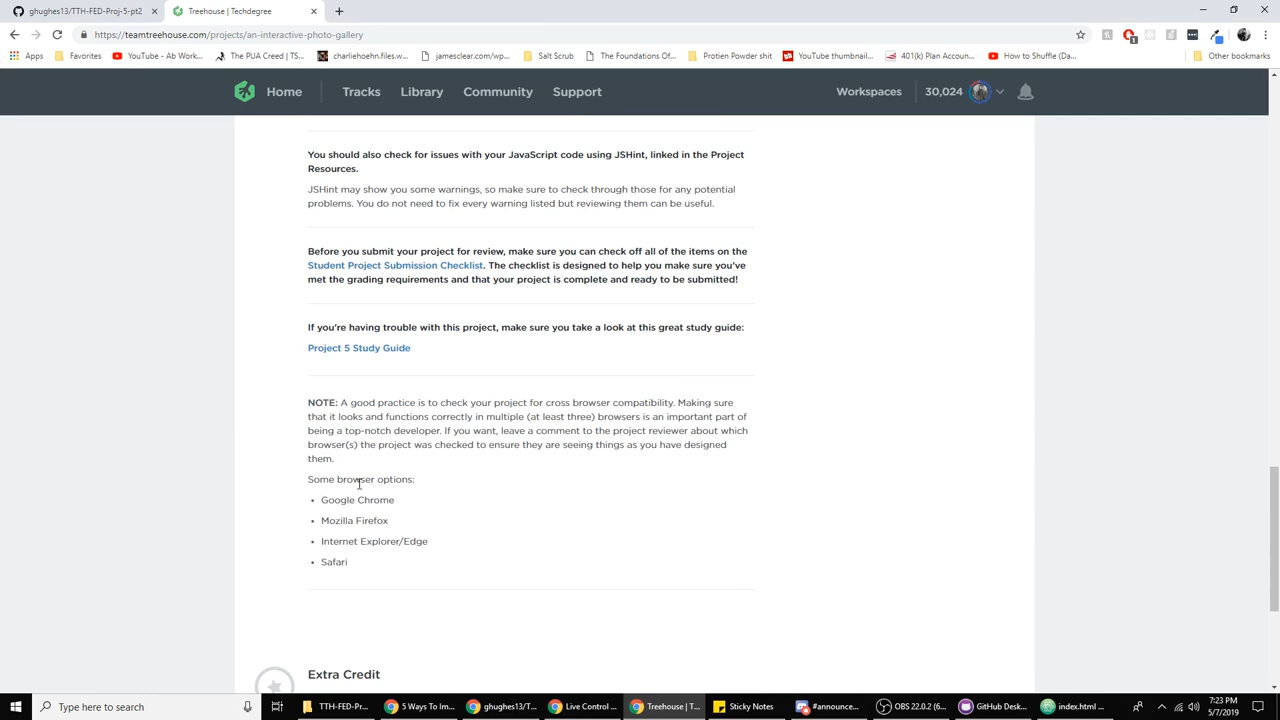 ghughes13/TTH-FED-Proj-5-pt2
Treehouse | Techdegree
https://teamtreehouse.com/projects/an-interactive-photo-gallery
Apps
Favorites
YouTube - Ab Work...
The PUA Creed | TS...
charliehoehn.files.w...
jamesclear.com/wp...
Salt Scrub
The Foundations Of...
Protien Powder shit
YouTube thumbnail...
401(k) Plan Accoun...
How to Shuffle (Da...
Other bookmarks
Home
Tracks
Library
Community
Support
Workspaces
30,024
You should also check for issues with your JavaScript code using JSHint, linked in the Project
Resources.
JSHint may show you some warnings, so make sure to check through those for any potential
problems. You do not need to fix every warning listed but reviewing them can be useful.
Before you submit your project for review, make sure you can check off all of the items on the
Student Project Submission Checklist. The checklist is designed to help you make sure you've
met the grading requirements and that your project is complete and ready to be submitted!
If you're having trouble with this project, make sure you take a look at this great study guide:
Project 5 Study Guide
NOTE: A good practice is to check your project for cross browser compatibility. Making sure
that it looks and functions correctly in multiple (at least three) browsers is an important part of
being a top-notch developer. If you want, leave a comment to the project reviewer about which
browser(s) the project was checked to ensure they are seeing things as you have designed
them.
Some browser options:
• Google Chrome
• Mozilla Firefox
• Internet Explorer/Edge
• Safari
Extra Credit
Type here to search
TTH-FED-Pr...
5 Ways To Im...
ghughes13/T...
Live Control ...
Treehouse | T...
Sticky Notes
#announce...
OBS 22.0.2 (6...
GitHub Desk...
index.html ...
7:23 PM
5/7/2019